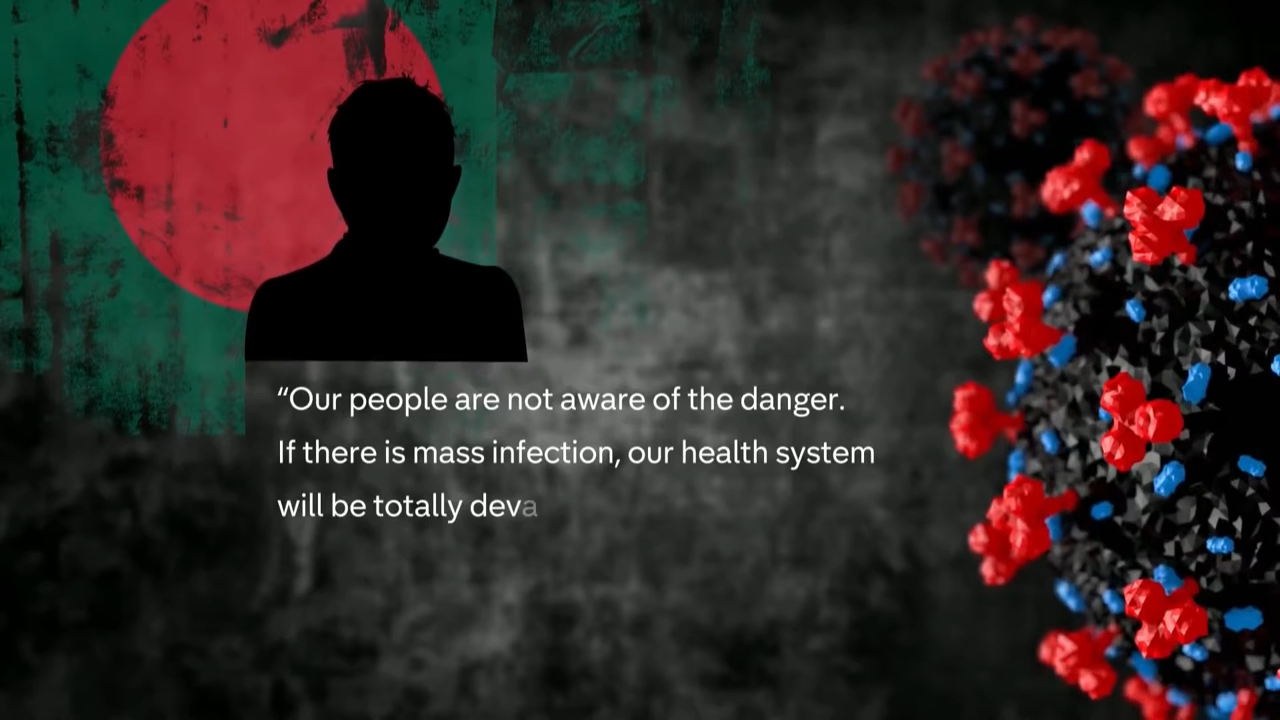 “Our people are not aware of the danger.
If there is mass infection, our health system
will be totally deva